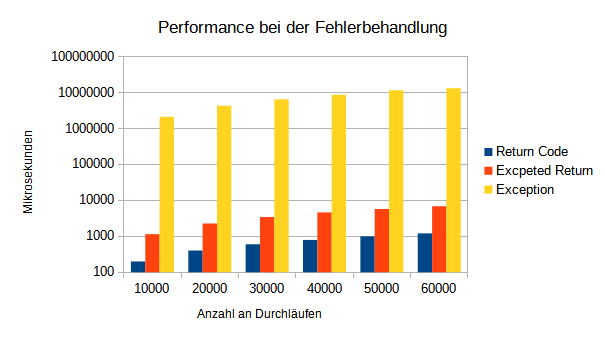 Performance bei der Fehlerbehandlung
100000000
10000000
1000000
100000
10000
1000
100
Mikrosekunden
10000 20000 30000 40000 50000 60000
Anzahl an Durchläufen
Return Code
Excpeted Return
Exception